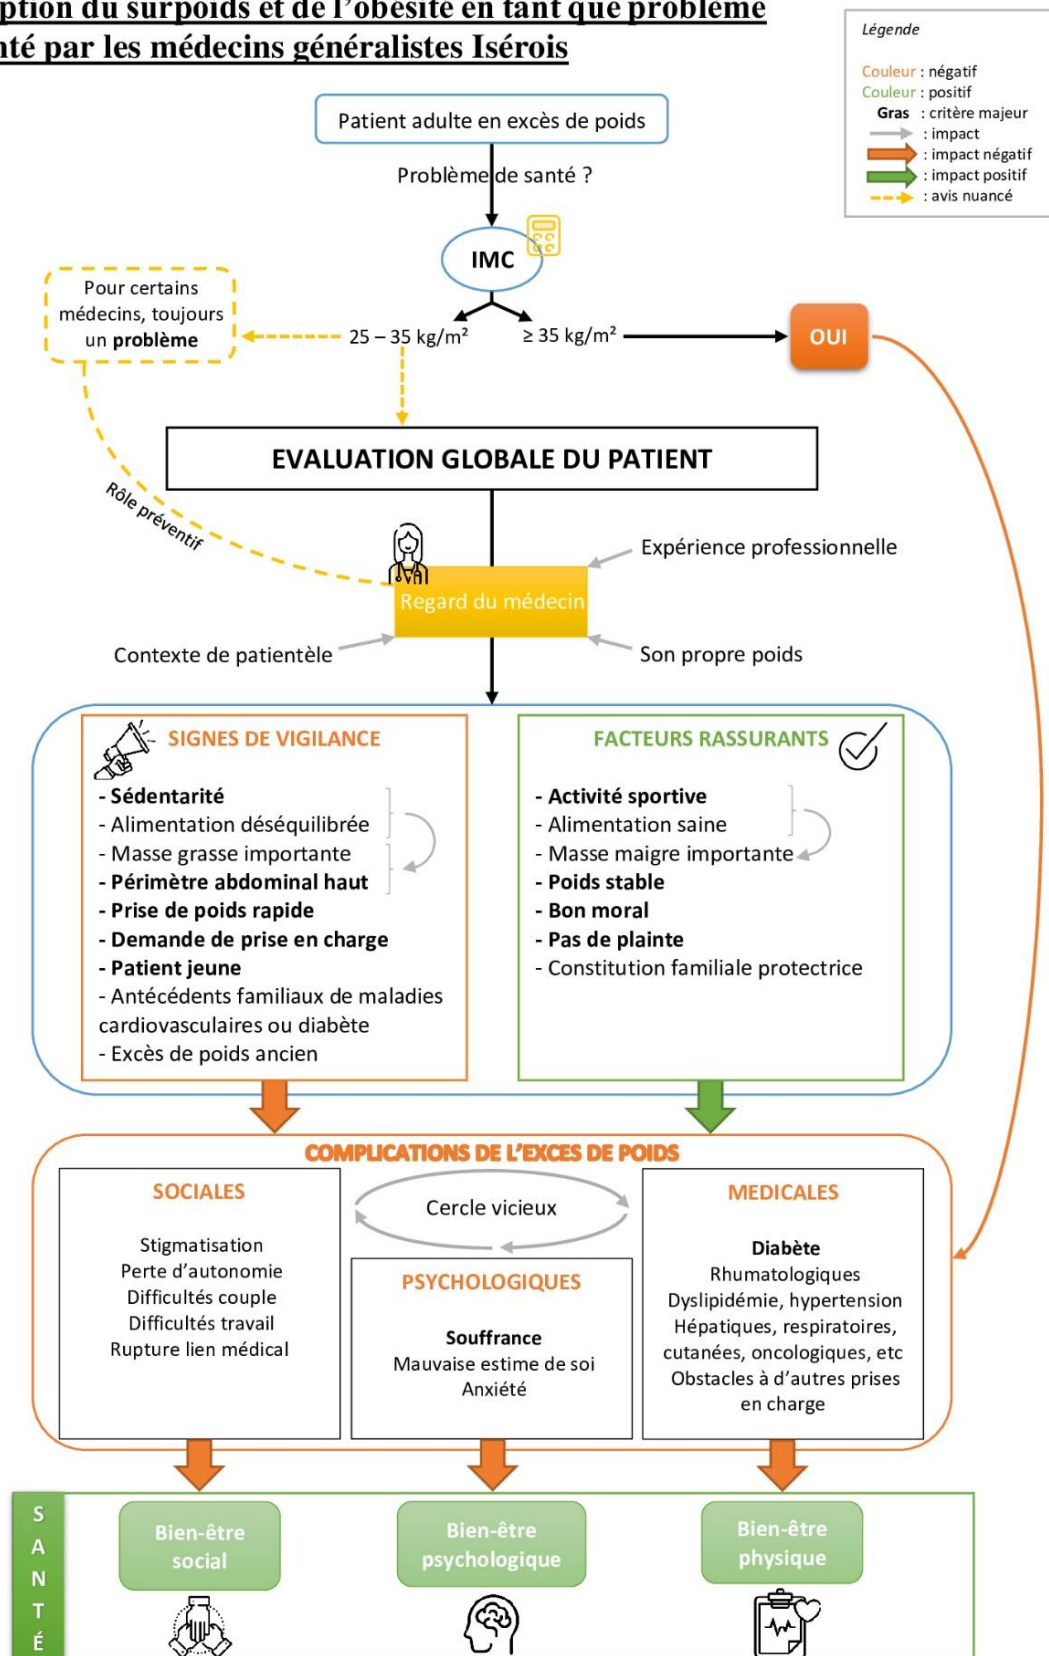 ption du surpoids et de l'obésité en tant que problème
nté par les médecins généralistes Isérois
Légende
Couleur : négatif
Couleur : positif
Gras : critère majeur
: impact
: impact négatif
: impact positif
: avis nuancé
Patient adulte en excès de poids
Problème de santé ?
IMC
Pour certains
médecins, toujours
un problème
25 – 35 kg/m²
≥ 35 kg/m²
OUI
EVALUATION GLOBALE DU PATIENT
Rôle préventif
Expérience professionnelle
Regard du médecin
Contexte de patientèle
Son propre poids
SIGNES DE VIGILANCE
- Sédentarité
- Alimentation déséquilibrée
- Masse grasse importante
- Périmètre abdominal haut
- Prise de poids rapide
- Demande de prise en charge
- Patient jeune
- Antécédents familiaux de maladies
cardiovasculaires ou diabète
- Excès de poids ancien
FACTEURS RASSURANTS
- Activité sportive
- Alimentation saine
- Masse maigre importante
- Poids stable
- Bon moral
- Pas de plainte
- Constitution familiale protectrice
COMPLICATIONS DE L'EXCES DE POIDS
SOCIALES
Stigmatisation
Perte d'autonomie
Difficultés couple
Difficultés travail
Rupture lien médical
Cercle vicieux
PSYCHOLOGIQUES
Souffrance
Mauvaise estime de soi
Anxiété
MEDICALES
Diabète
Rhumatologiques
Dyslipidémie, hypertension
Hépatiques, respiratoires,
cutanées, oncologiques, etc
Obstacles à d'autres prises
en charge
SANTÉ
Bien-être
social
Bien-être
psychologique
Bien-être
physique